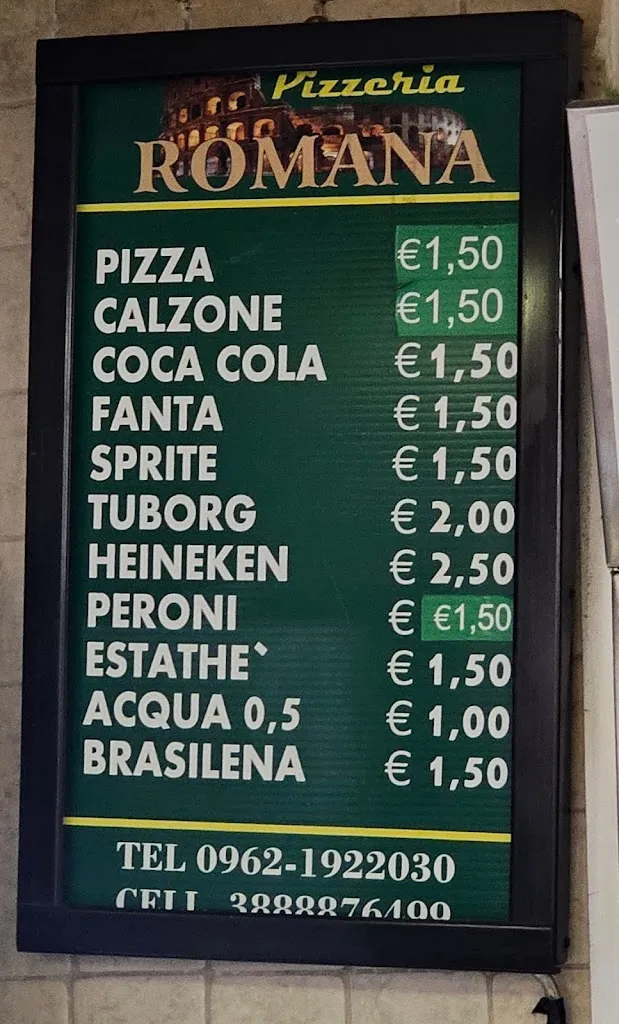 Pizzeria
ROMANA
PIZZA €1,50
CALZONE €1,50
COCA COLA € 1,50
FANTA € 1,50
SPRITE € 1,50
TUBORG € 2,00
HEINEKEN € 2,50
PERONI € €1,50
ESTATHE` € 1,50
ACQUA 0,5 € 1,00
BRASILENA € 1,50
TEL 0962-1922030
CELL 3888876499